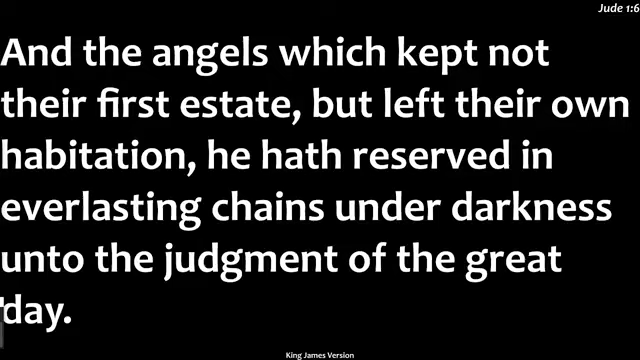 Jude 1:6
And the angels which kept not
their first estate, but left their own
habitation, he hath reserved in
everlasting chains under darkness
unto the judgment of the great
day.
King James Version